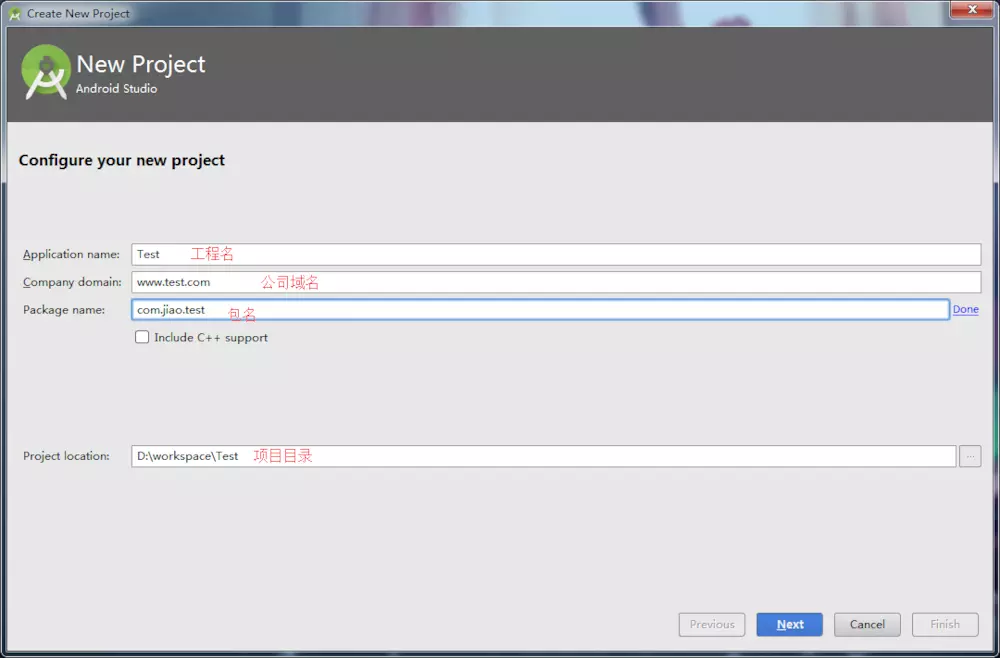 Create New Project
New Project
Android Studio
Configure your new project
Application name: Test 工程名
Company domain: www.test.com 公司域名
Package name: com.jiao.test 包名 Done
Include C++ support
Project location: D:\workspace\Test 项目目录 ...
Previous Next Cancel Finish